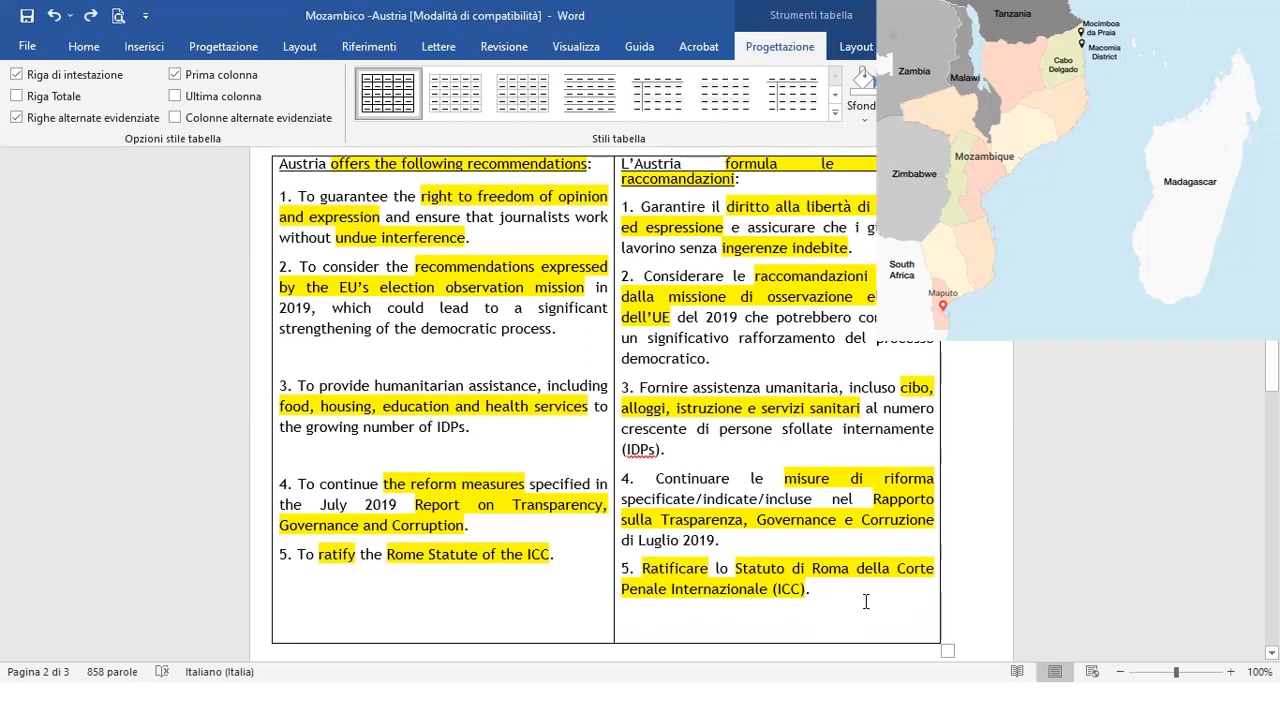 Mozambico -Austria [Modalità di compatibilità] - Word
Strumenti tabella
File Home Inserisci Progettazione Layout Riferimenti Lettere Revisione Visualizza Guida Acrobat Progettazione Layout
Riga di intestazione Prima colonna
Riga Totale Ultima colonna
Righe alternate evidenziate Colonne alternate evidenziate
Sfond
Opzioni stile tabella
Stili tabella
Austria offers the following recommendations:
1. To guarantee the right to freedom of opinion
and expression and ensure that journalists work
without undue interference.
2. To consider the recommendations expressed
by the EU’s election observation mission in
2019, which could lead to a significant
strengthening of the democratic process.
3. To provide humanitarian assistance, including
food, housing, education and health services to
the growing number of IDPs.
4. To continue the reform measures specified in
the July 2019 Report on Transparency,
Governance and Corruption.
5. To ratify the Rome Statute of the ICC.
L’Austria formula le
raccomandazioni:
1. Garantire il diritto alla libertà di
ed espressione e assicurare che i
lavorino senza ingerenze indebite.
2. Considerare le raccomandazioni
dalla missione di osservazione
dell’UE del 2019 che potrebbero
un significativo rafforzamento del processo
democratico.
3. Fornire assistenza umanitaria, incluso cibo,
alloggi, istruzione e servizi sanitari al numero
crescente di persone sfollate internamente
(IDPs).
4. Continuare le misure di riforma
specificate/indicate/incluse nel Rapporto
sulla Trasparenza, Governance e Corruzione
di Luglio 2019.
5. Ratificare lo Statuto di Roma della Corte
Penale Internazionale (ICC).
Tanzania
Mocímboa
da Praia
Macomia
District
Cabo
Delgado
Zambia
Malawi
Mozambique
Zimbabwe
Madagascar
South
Africa
Maputo
Pagina 2 di 3 858 parole Italiano (Italia) 100%